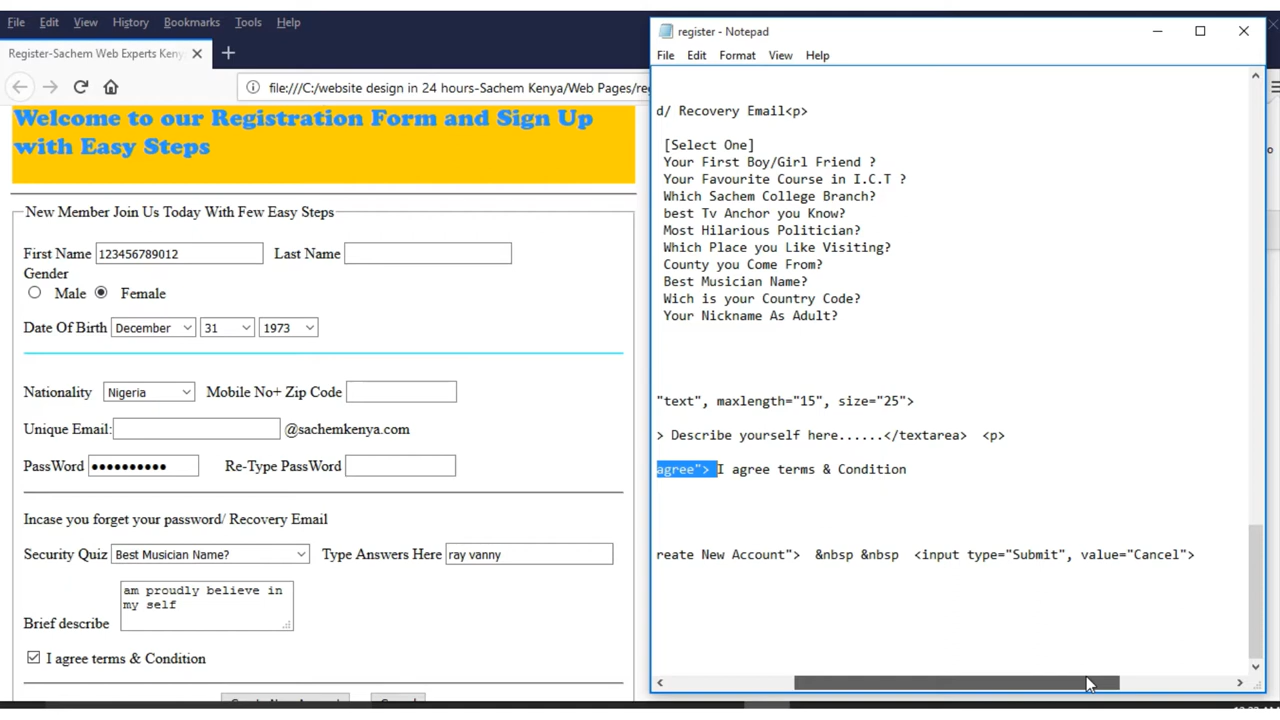 File Edit View History Bookmarks Tools Help
Register-Sachem Web Experts Keny
file:///C:/website design in 24 hours-Sachem Kenya/Web Pages/re
Welcome to our Registration Form and Sign Up
with Easy Steps
New Member Join Us Today With Few Easy Steps
First Name 123456789012 Last Name
Gender
Male Female
Date Of Birth December 31 1973
Nationality Nigeria Mobile No+ Zip Code
Unique Email: @sachemkenya.com
PassWord ●●●●●●●●●● Re-Type PassWord
Incase you forget your password/ Recovery Email
Security Quiz Best Musician Name? Type Answers Here ray vanny
am proudly believe in
my self
Brief describe
I agree terms & Condition
register - Notepad
File Edit Format View Help
d/ Recovery Email<p>
[Select One]
Your First Boy/Girl Friend ?
Your Favourite Course in I.C.T ?
Which Sachem College Branch?
best Tv Anchor you Know?
Most Hilarious Politician?
Which Place you Like Visiting?
County you Come From?
Best Musician Name?
Wich is your Country Code?
Your Nickname As Adult?
"text", maxlength="15", size="25">
> Describe yourself here......</textarea> <p>
agree"> I agree terms & Condition
reate New Account"> &nbsp &nbsp <input type="Submit", value="Cancel">